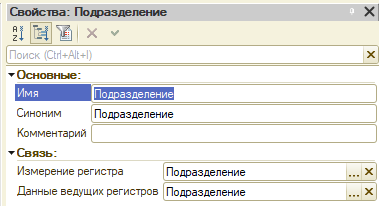 Свойства: Подразделение
Поиск (Ctrl+Alt+I)
Основные:
Имя Подразделение
Синоним Подразделение
Комментарий
Связь:
Измерение регистра Подразделение ...
Данные ведущих регистров Подразделение ...